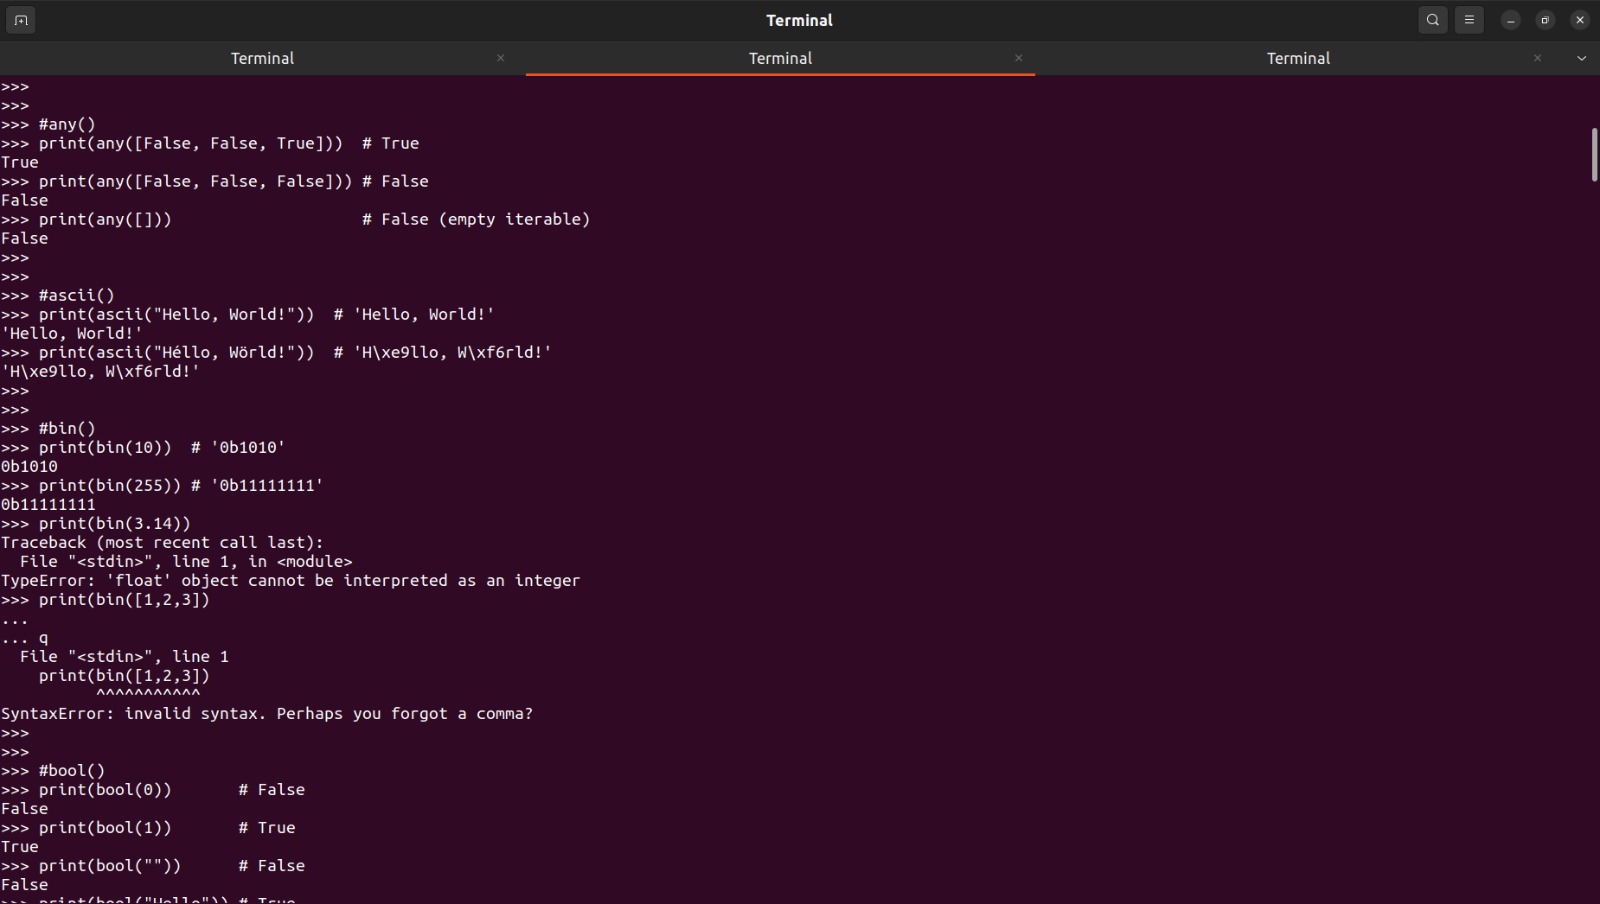 Terminal
Terminal
Terminal
Terminal
>>>
>>>
>>> #any()
>>> print(any([False, False, True]))  # True
True
>>> print(any([False, False, False])) # False
False
>>> print(any([]))                    # False (empty iterable)
False
>>>
>>>
>>> #ascii()
>>> print(ascii("Hello, World!"))  # 'Hello, World!'
'Hello, World!'
>>> print(ascii("Héllo, Wörld!"))  # 'H\xe9llo, W\xf6rld!'
'H\xe9llo, W\xf6rld!'
>>>
>>>
>>> #bin()
>>> print(bin(10))  # '0b1010'
0b1010
>>> print(bin(255)) # '0b11111111'
0b11111111
>>> print(bin(3.14))
Traceback (most recent call last):
  File "<stdin>", line 1, in <module>
TypeError: 'float' object cannot be interpreted as an integer
>>> print(bin([1,2,3])
...
... q
  File "<stdin>", line 1
    print(bin([1,2,3])
          ^^^^^^^^^^^
SyntaxError: invalid syntax. Perhaps you forgot a comma?
>>>
>>>
>>> #bool()
>>> print(bool(0))       # False
False
>>> print(bool(1))       # True
True
>>> print(bool(""))      # False
False
>>> print(bool("Hello")) # True